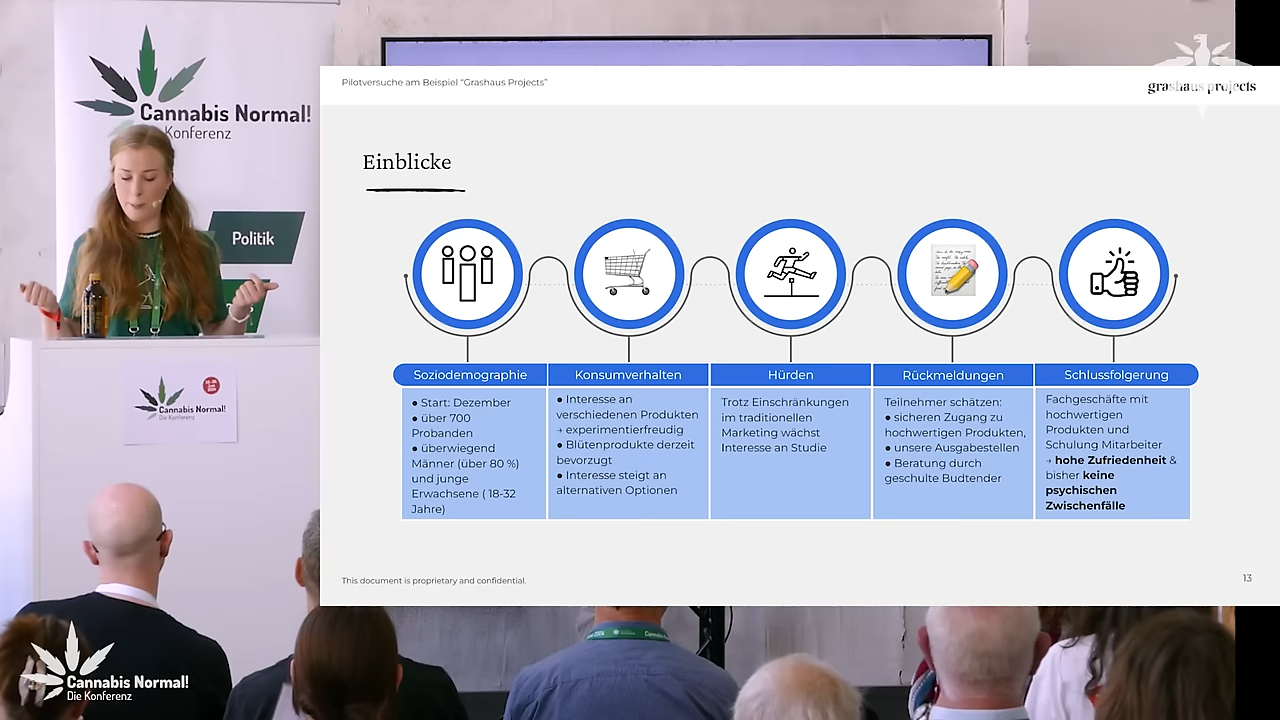 Cannabis Normal!
Die Konferenz
Politik
Cannabis Normal!
Die Konferenz
Pilotversuche am Beispiel "Grashaus Projects"
grashaus projects
Einblicke
Soziodemographie
● Start: Dezember
● über 700
Probanden
● überwiegend
Männer (über 80 %)
und junge
Erwachsene ( 18-32
Jahre)
Konsumverhalten
● Interesse an
verschiedenen Produkten
→ experimentierfreudig
● Blütenprodukte derzeit
bevorzugt
● Interesse steigt an
alternativen Optionen
Hürden
Trotz Einschränkungen
im traditionellen
Marketing wächst
Interesse an Studie
Rückmeldungen
Teilnehmer schätzen:
● sicheren Zugang zu
hochwertigen Produkten,
● unsere Ausgabestellen
● Beratung durch
geschulte Budtender
Schlussfolgerung
Fachgeschäfte mit
hochwertigen
Produkten und
Schulung Mitarbeiter
→ hohe Zufriedenheit &
bisher keine
psychischen
Zwischenfälle
This document is proprietary and confidential.
13
Cannabis Normal!
Die Konferenz